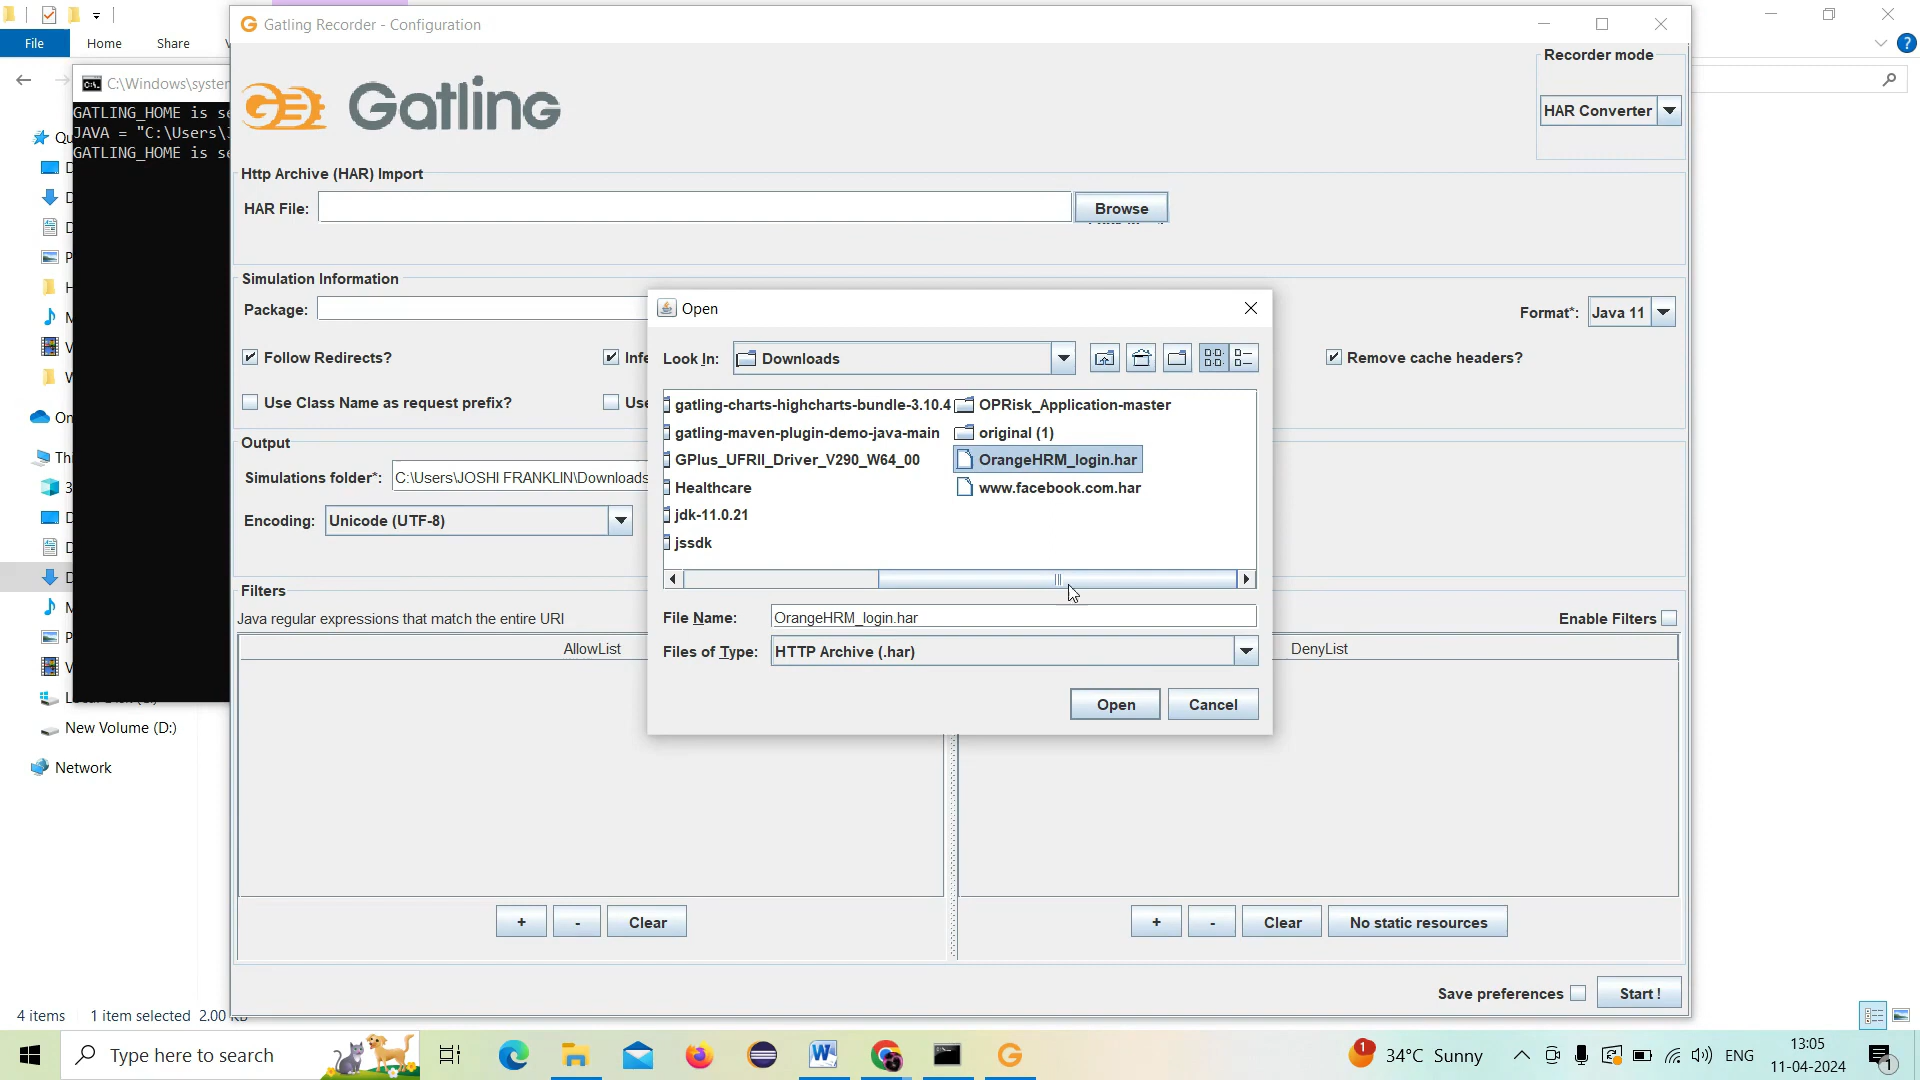 File
Home
Share
C:\Windows\system
GATLING_HOME is se
JAVA = "C:\Users\J
GATLING_HOME is se
New Volume (D:)
Network
4 items
1 item selected 2.00
Gatling Recorder - Configuration
Gatling
Recorder mode
HAR Converter
Http Archive (HAR) Import
HAR File:
Browse
Simulation Information
Package:
Format*:
Java 11
Follow Redirects?
Remove cache headers?
Use Class Name as request prefix?
Output
Simulations folder*:
C:\Users\JOSHI FRANKLIN\Downloads
Encoding:
Unicode (UTF-8)
Filters
Java regular expressions that match the entire URI
Enable Filters
AllowList
DenyList
Open
Look In:
Downloads
gatling-charts-highcharts-bundle-3.10.4
gatling-maven-plugin-demo-java-main
GPlus_UFRII_Driver_V290_W64_00
Healthcare
jdk-11.0.21
jssdk
OPRisk_Application-master
original (1)
OrangeHRM_login.har
www.facebook.com.har
File Name:
OrangeHRM_login.har
Files of Type:
HTTP Archive (.har)
Open
Cancel
+
-
Clear
+
-
Clear
No static resources
Save preferences
Start !
Type here to search
1
34°C Sunny
ENG
13:05
11-04-2024
1